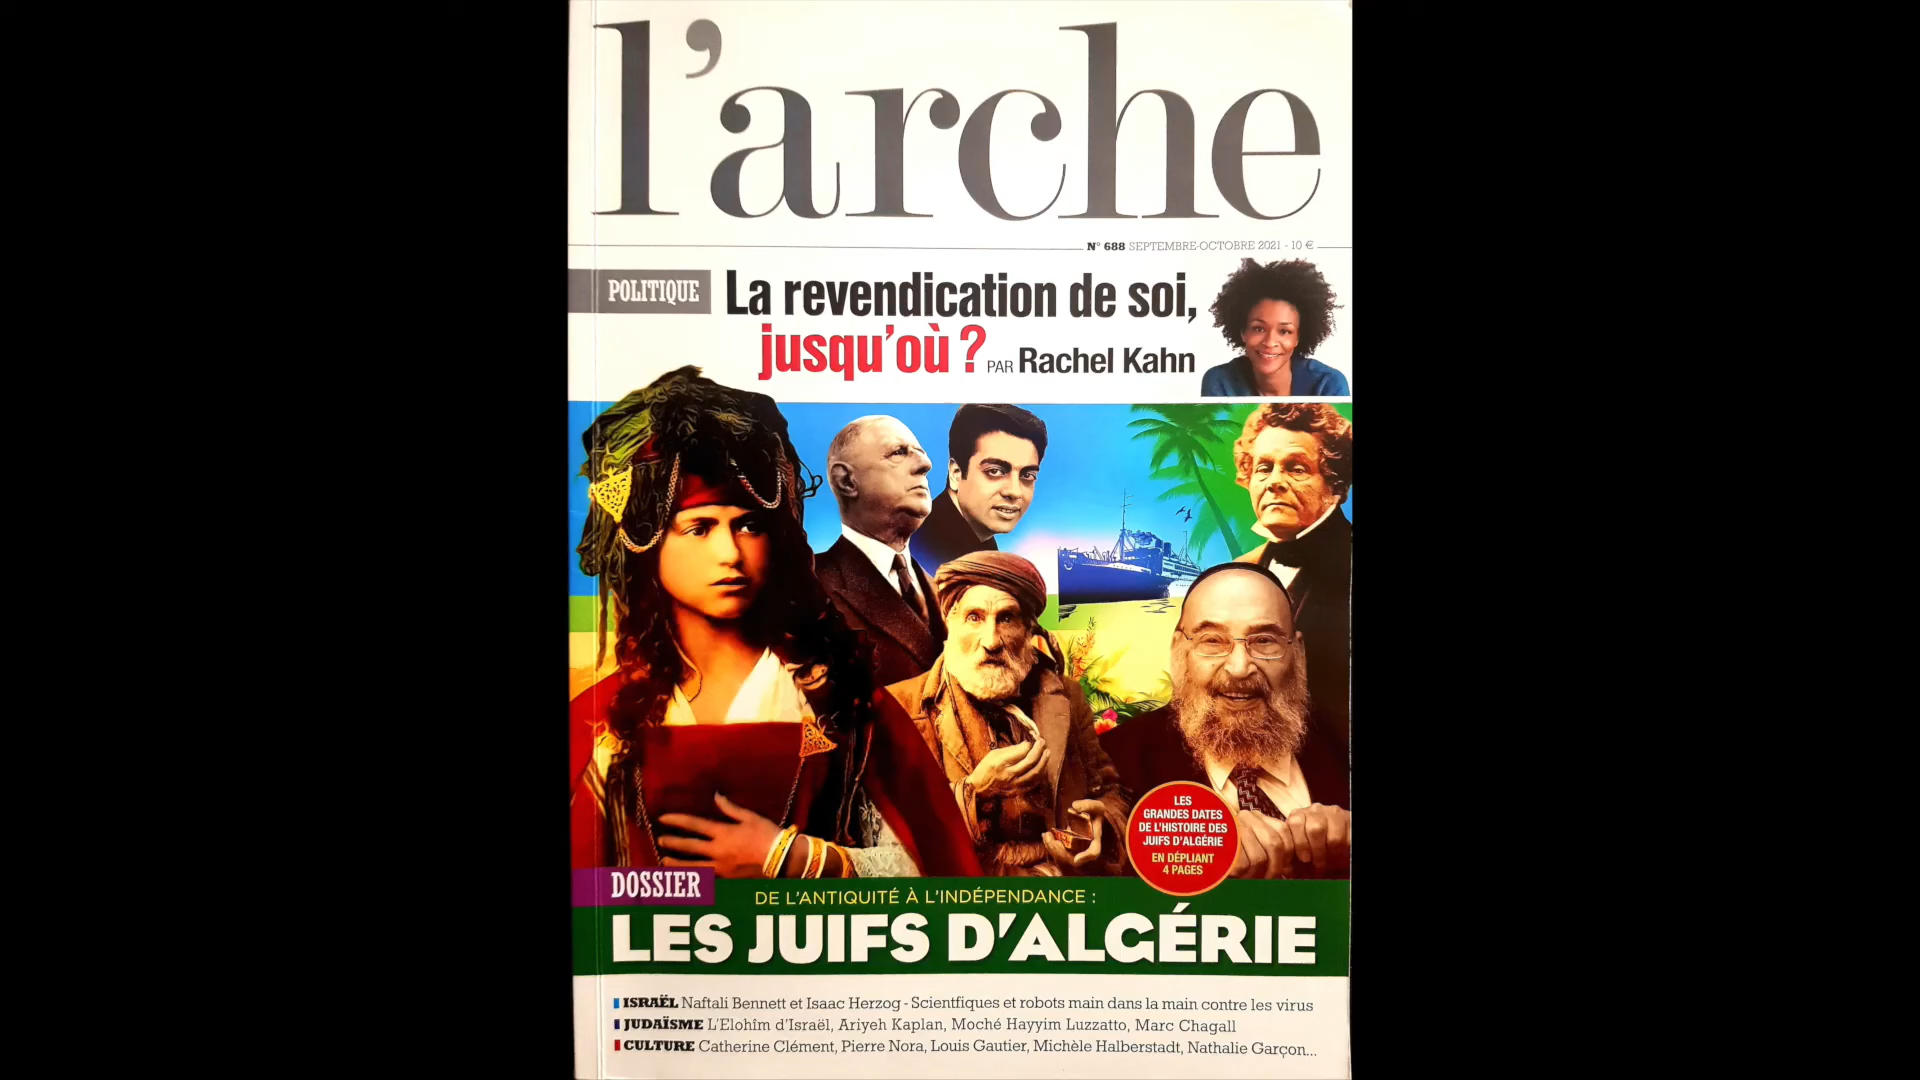 l'arche
N° 688 SEPTEMBRE-OCTOBRE 2021 - 10 €
POLITIQUE
La revendication de soi,
jusqu'où ? PAR Rachel Kahn
LES
GRANDES DATES
DE L'HISTOIRE DES
JUIFS D'ALGÉRIE
EN DÉPLIANT
4 PAGES
DOSSIER
DE L'ANTIQUITÉ À L'INDÉPENDANCE :
LES JUIFS D'ALGÉRIE
ISRAËL Naftali Bennett et Isaac Herzog - Scientfiques et robots main dans la main contre les virus
JUDAÏSME L'Elohîm d'Israël, Ariyeh Kaplan, Moché Hayyim Luzzatto, Marc Chagall
CULTURE Catherine Clément, Pierre Nora, Louis Gautier, Michèle Halberstadt, Nathalie Garçon...